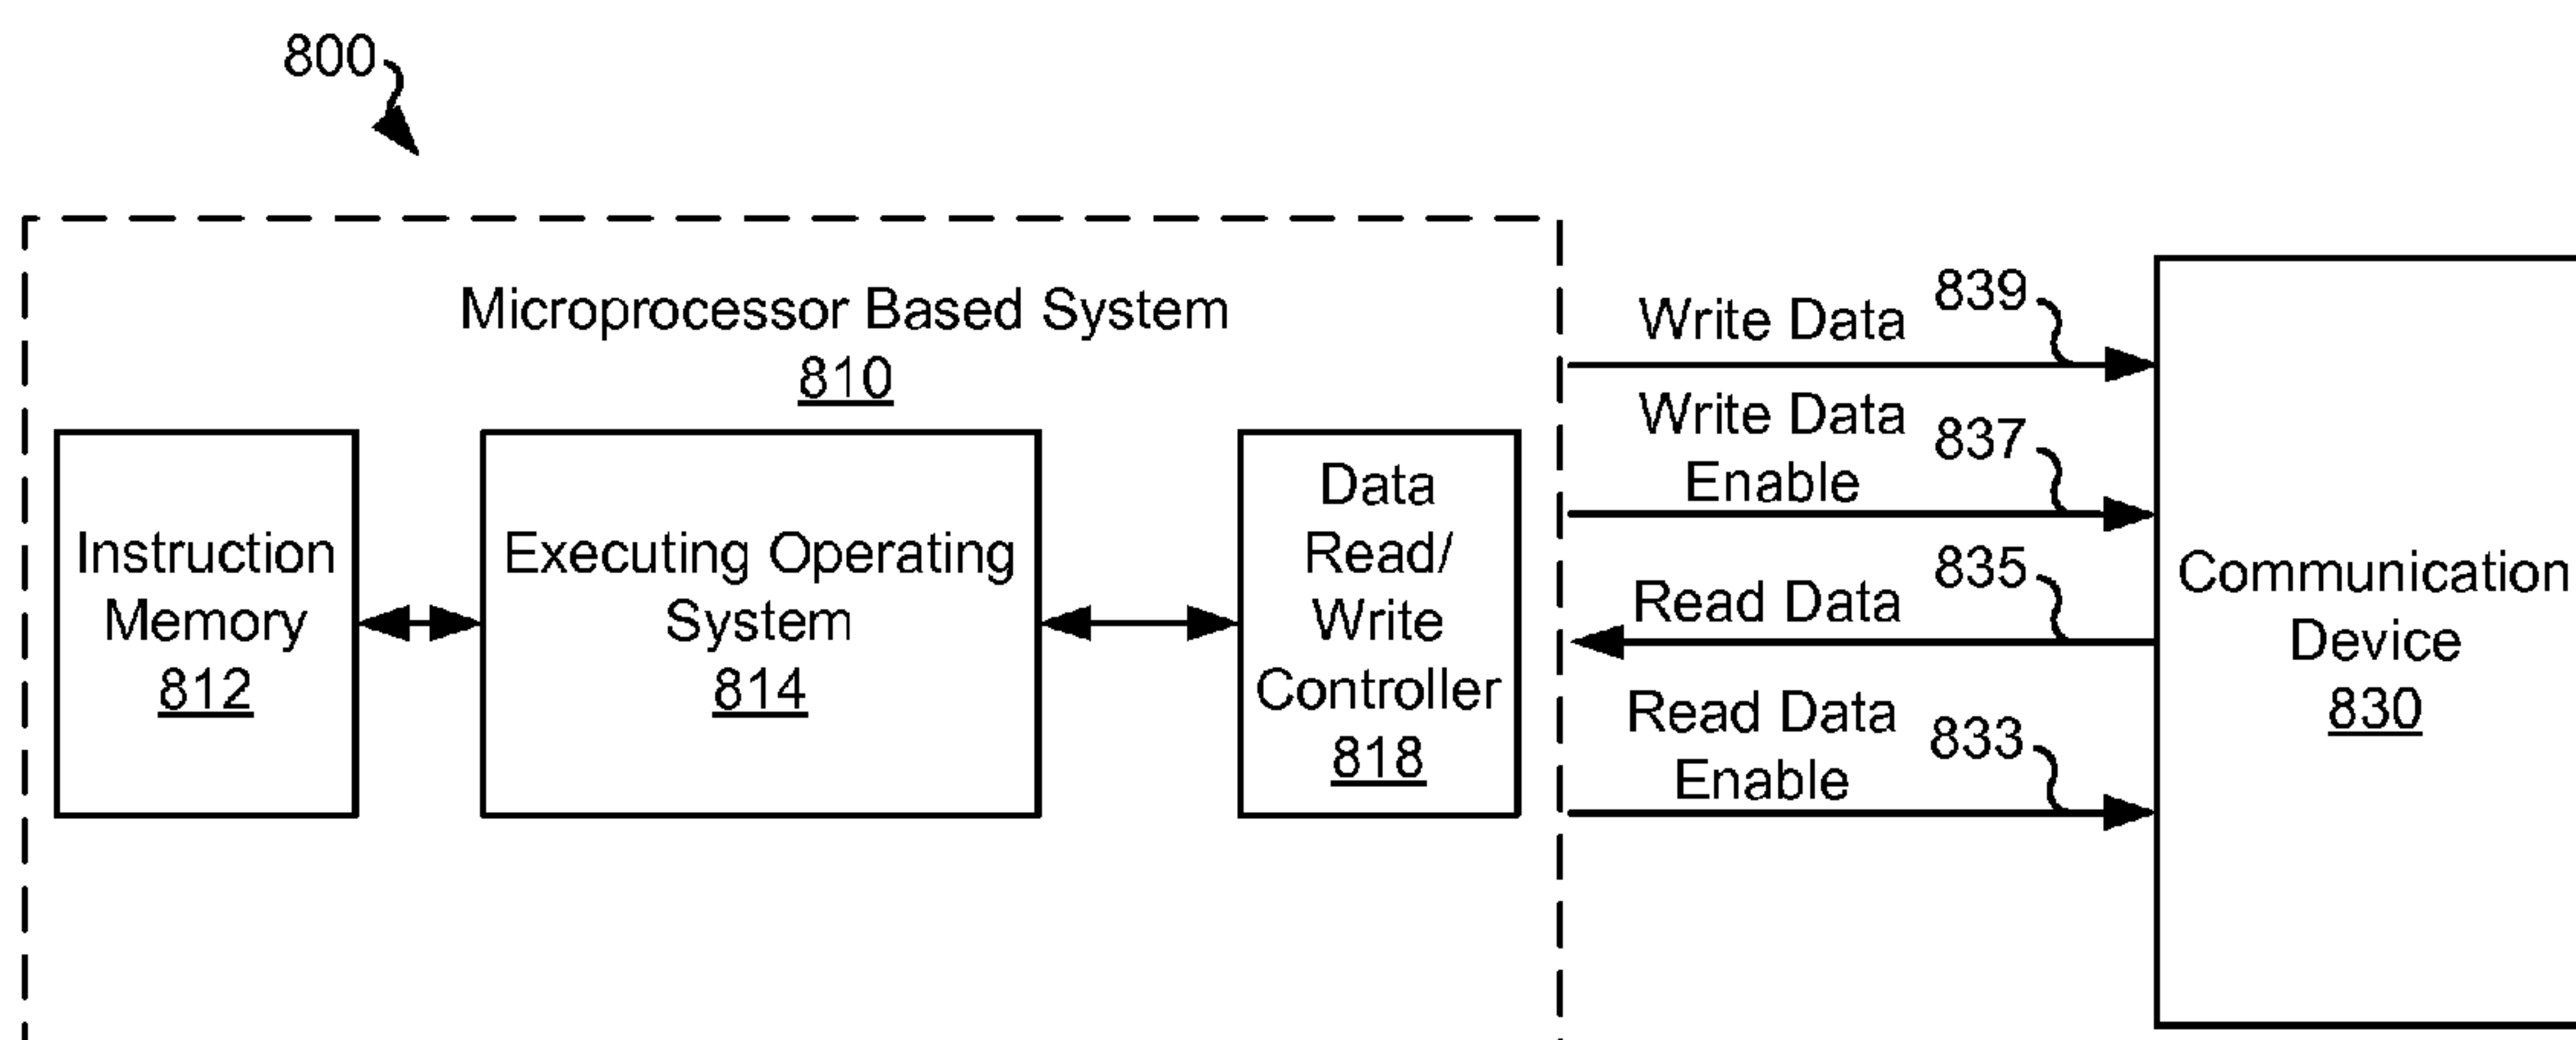 800
Microprocessor Based System
810
Instruction
Memory
812
Executing Operating
System
814
Data
Read/
Write
Controller
818
Write Data
839
Write Data
Enable
837
Read Data
835
Read Data
Enable
833
Communication
Device
830